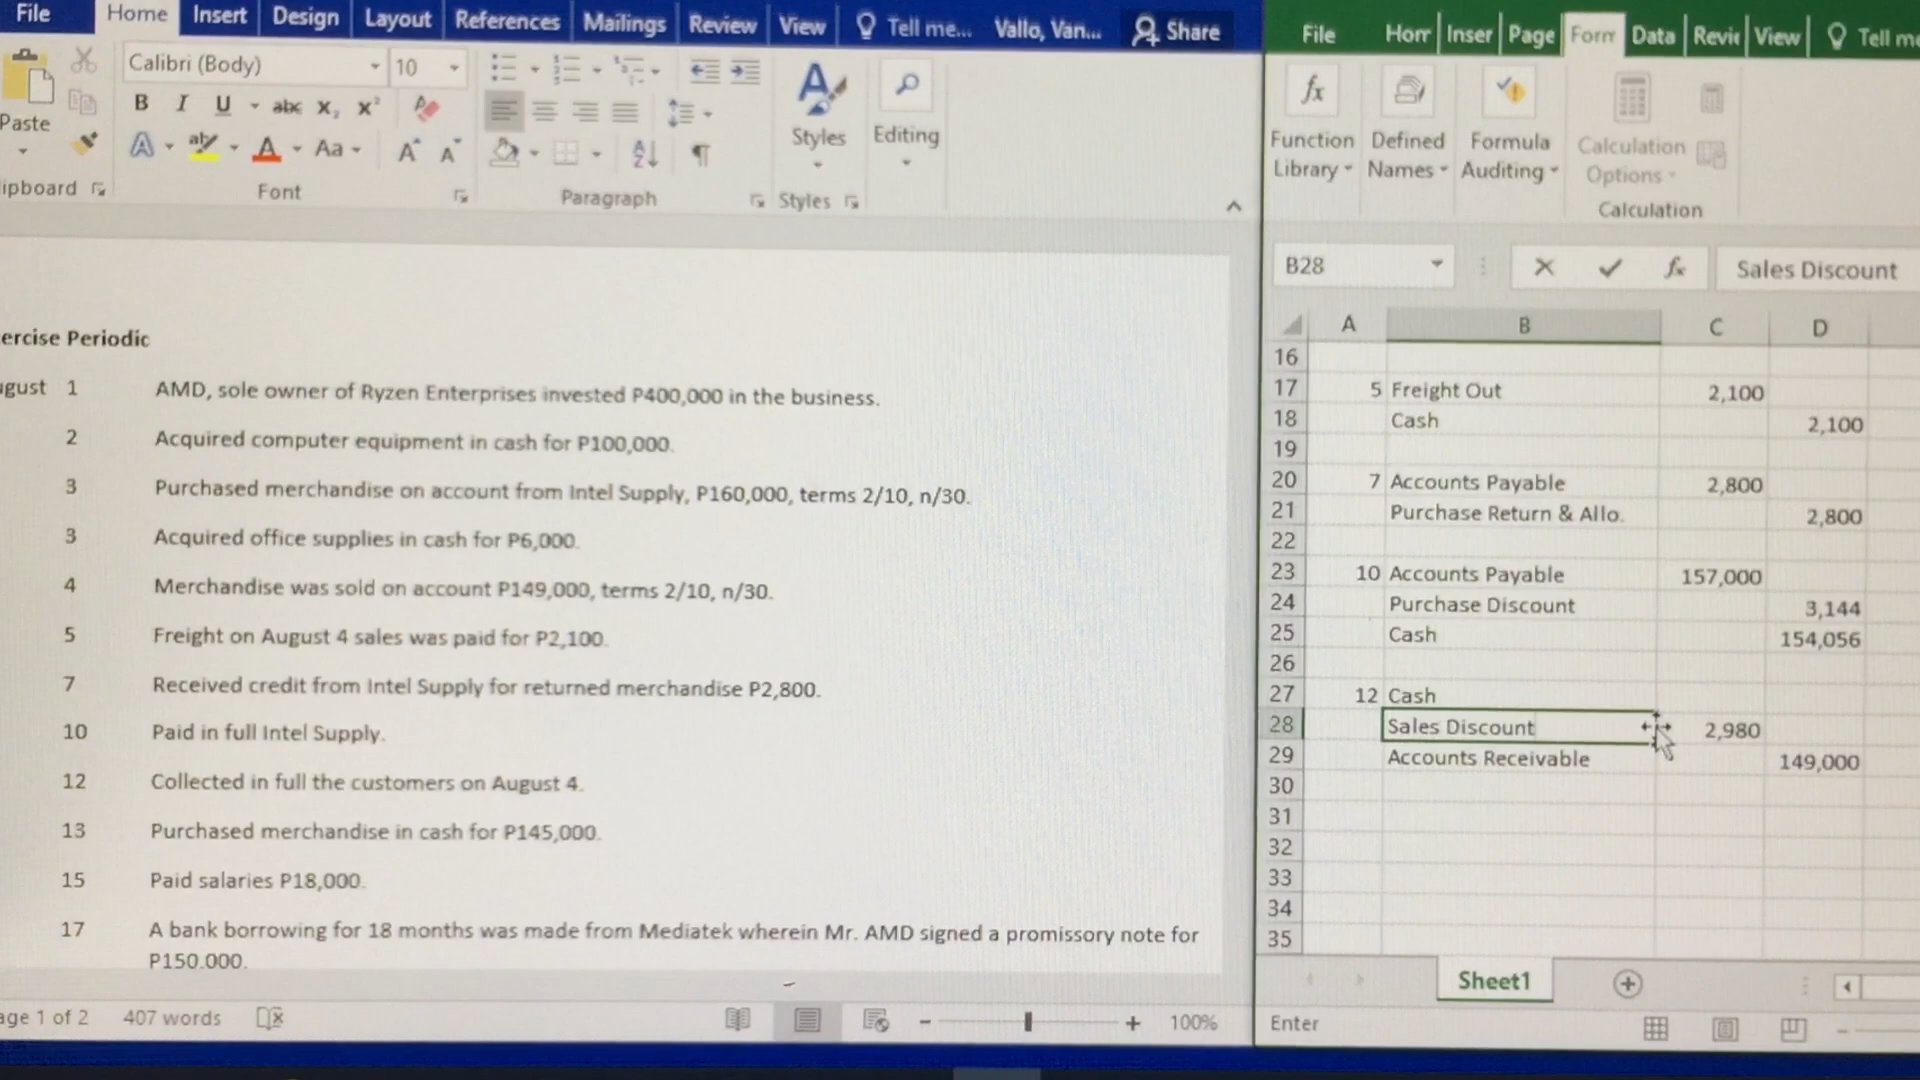 File Home Insert Design Layout References Mailings Review View Tell me... Vallo, Van... Share
Paste
Calibri (Body) 10
B I U abc X, X²
Aa A A
Styles
Editing
ipboard Font Paragraph Styles
ercise Periodic
gust 1 AMD, sole owner of Ryzen Enterprises invested P400,000 in the business.
2 Acquired computer equipment in cash for P100,000.
3 Purchased merchandise on account from Intel Supply, P160,000, terms 2/10, n/30.
3 Acquired office supplies in cash for P6,000.
4 Merchandise was sold on account P149,000, terms 2/10, n/30.
5 Freight on August 4 sales was paid for P2,100.
7 Received credit from Intel Supply for returned merchandise P2,800.
10 Paid in full Intel Supply.
12 Collected in full the customers on August 4.
13 Purchased merchandise in cash for P145,000.
15 Paid salaries P18,000.
17 A bank borrowing for 18 months was made from Mediatek wherein Mr. AMD signed a promissory note for
P150.000.
age 1 of 2 407 words 100%
File Hom Inser Page Form Data Revie View Tell me
fx
Function Defined Formula Calculation
Library Names Auditing Options
Calculation
B28 fx Sales Discount
A B C D
16
17 5 Freight Out 2,100
18 Cash 2,100
19
20 7 Accounts Payable 2,800
21 Purchase Return & Allo. 2,800
22
23 10 Accounts Payable 157,000
24 Purchase Discount 3,144
25 Cash 154,056
26
27 12 Cash
28 Sales Discount 2,980
29 Accounts Receivable 149,000
30
31
32
33
34
35
Sheet1
Enter